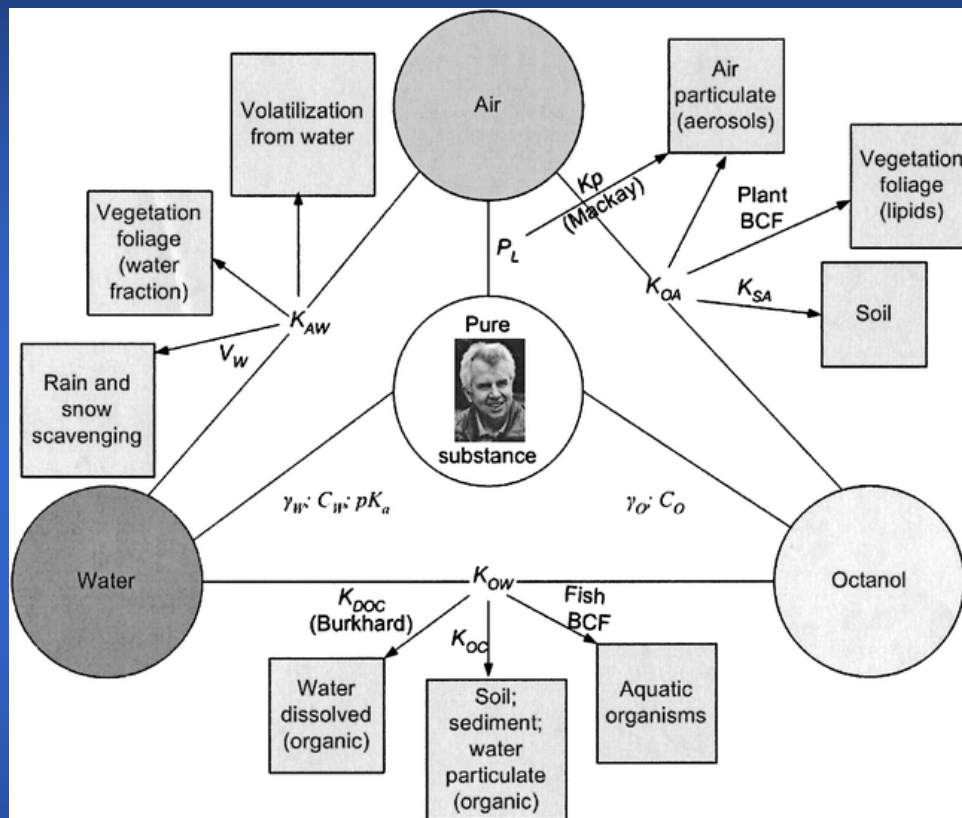 Air
Air
particulate
(aerosols)
Volatilization
from water
Vegetation
foliage
(lipids)
Plant
BCF
Kp
(Mackay)
Vegetation
foliage
(water
fraction)
P_L
K_OA
K_SA
Soil
K_AW
V_W
Rain and
snow
scavenging
Pure
substance
γ_W; C_W; pK_a
γ_O; C_O
Water
K_OW
Octanol
K_DOC
(Burkhard)
K_OC
Fish
BCF
Water
dissolved
(organic)
Soil;
sediment;
water
particulate
(organic)
Aquatic
organisms